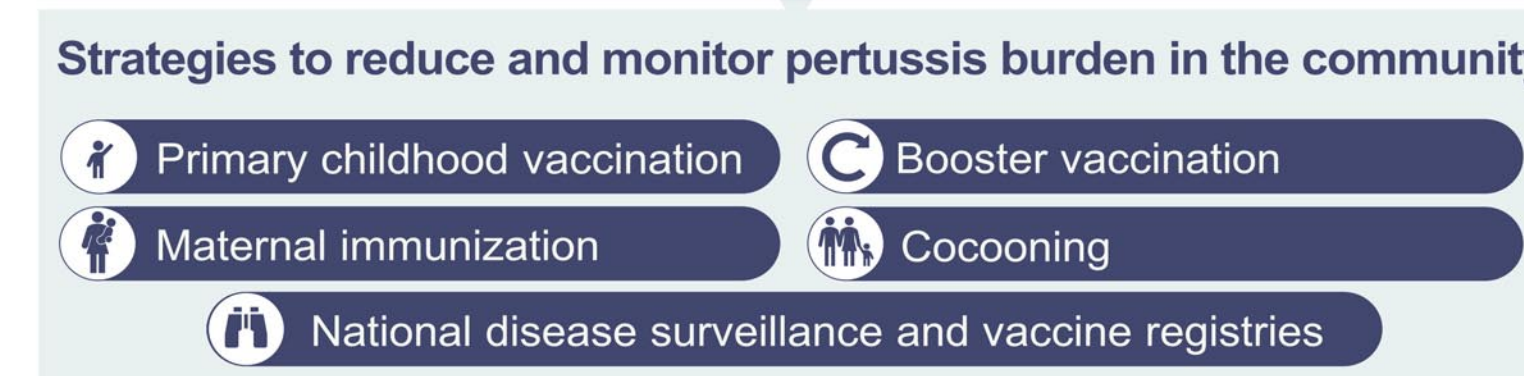 Strategies to reduce and monitor pertussis burden in the community
Primary childhood vaccination
Booster vaccination
Maternal immunization
Cocooning
National disease surveillance and vaccine registries